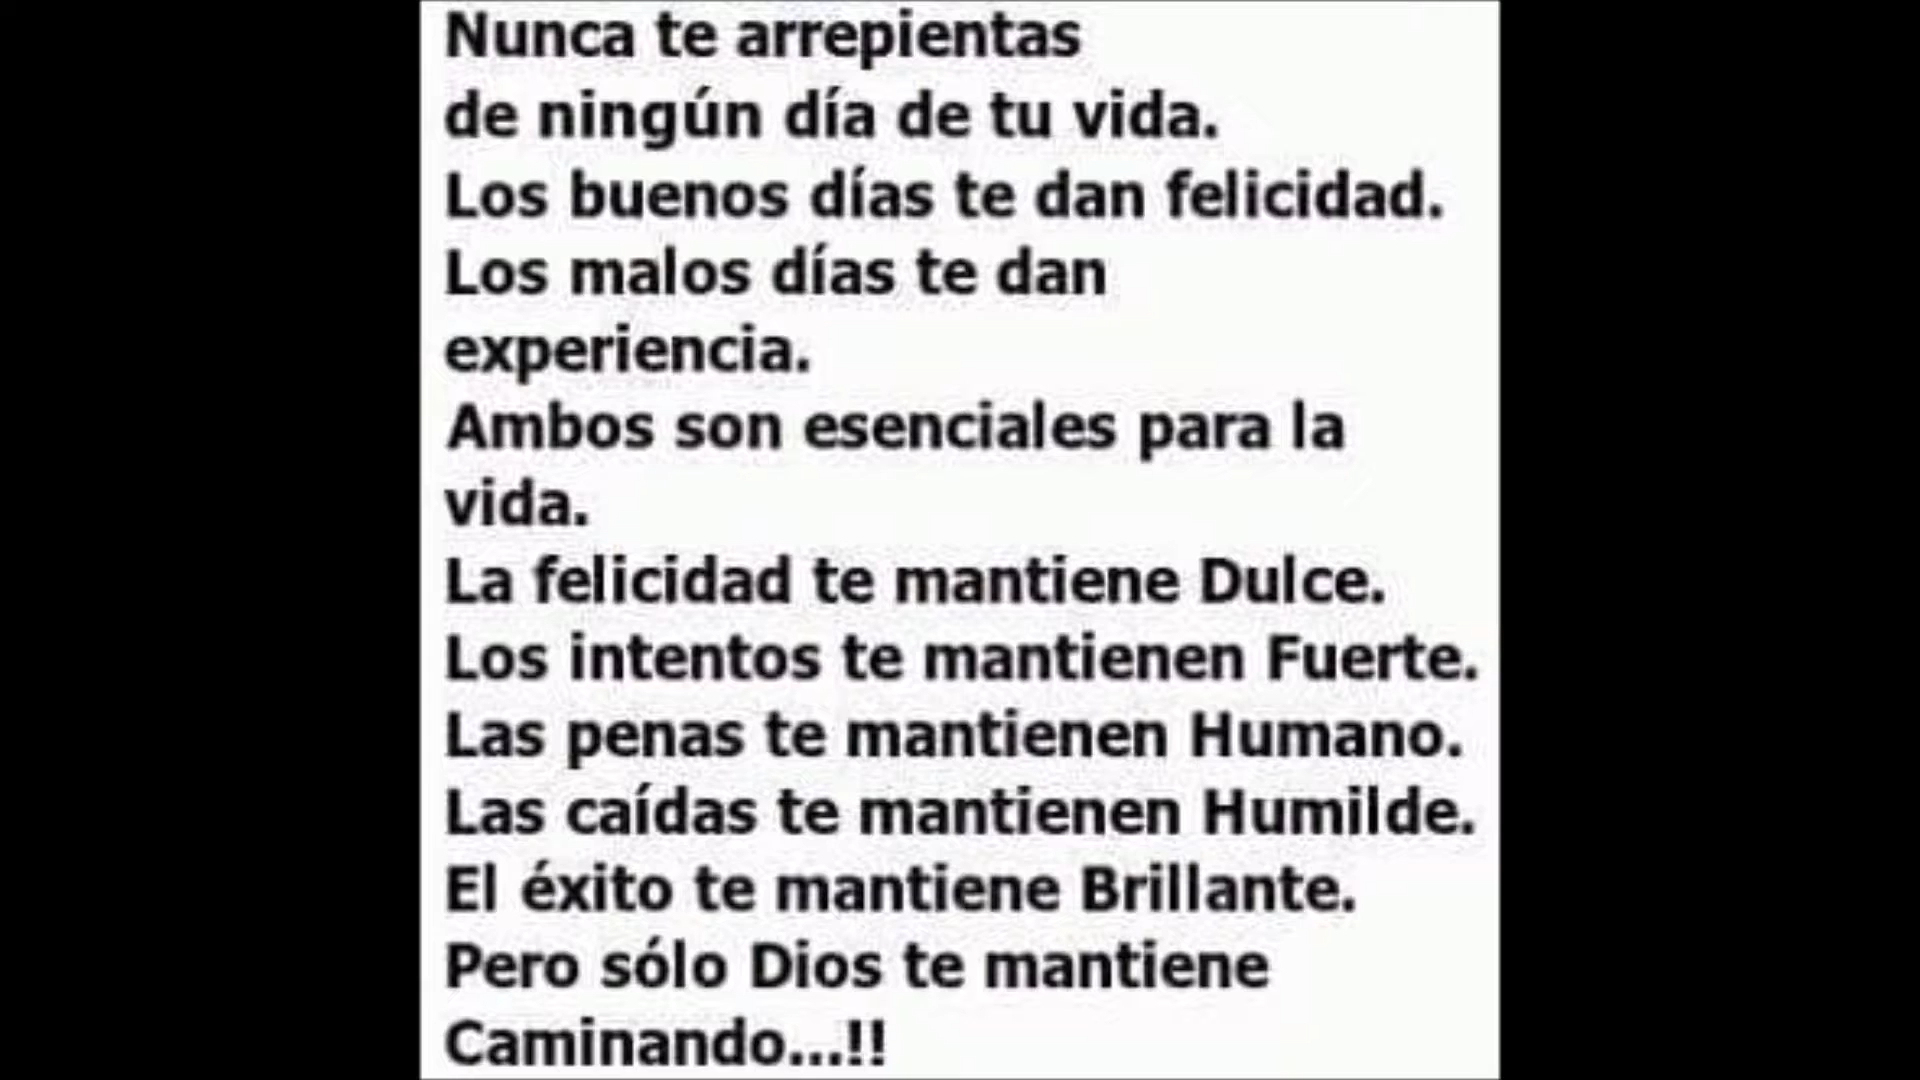 Nunca te arrepientas
de ningún día de tu vida.
Los buenos días te dan felicidad.
Los malos días te dan
experiencia.
Ambos son esenciales para la
vida.
La felicidad te mantiene Dulce.
Los intentos te mantienen Fuerte.
Las penas te mantienen Humano.
Las caídas te mantienen Humilde.
El éxito te mantiene Brillante.
Pero sólo Dios te mantiene
Caminando...!!